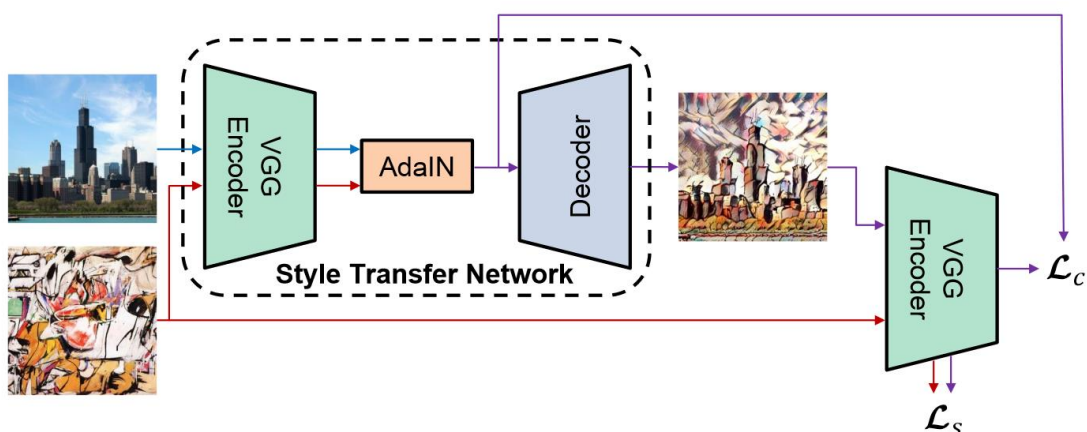 VGG
Encoder
AdaIN
Decoder
Style Transfer Network
VGG
Encoder
ℒc
ℒs